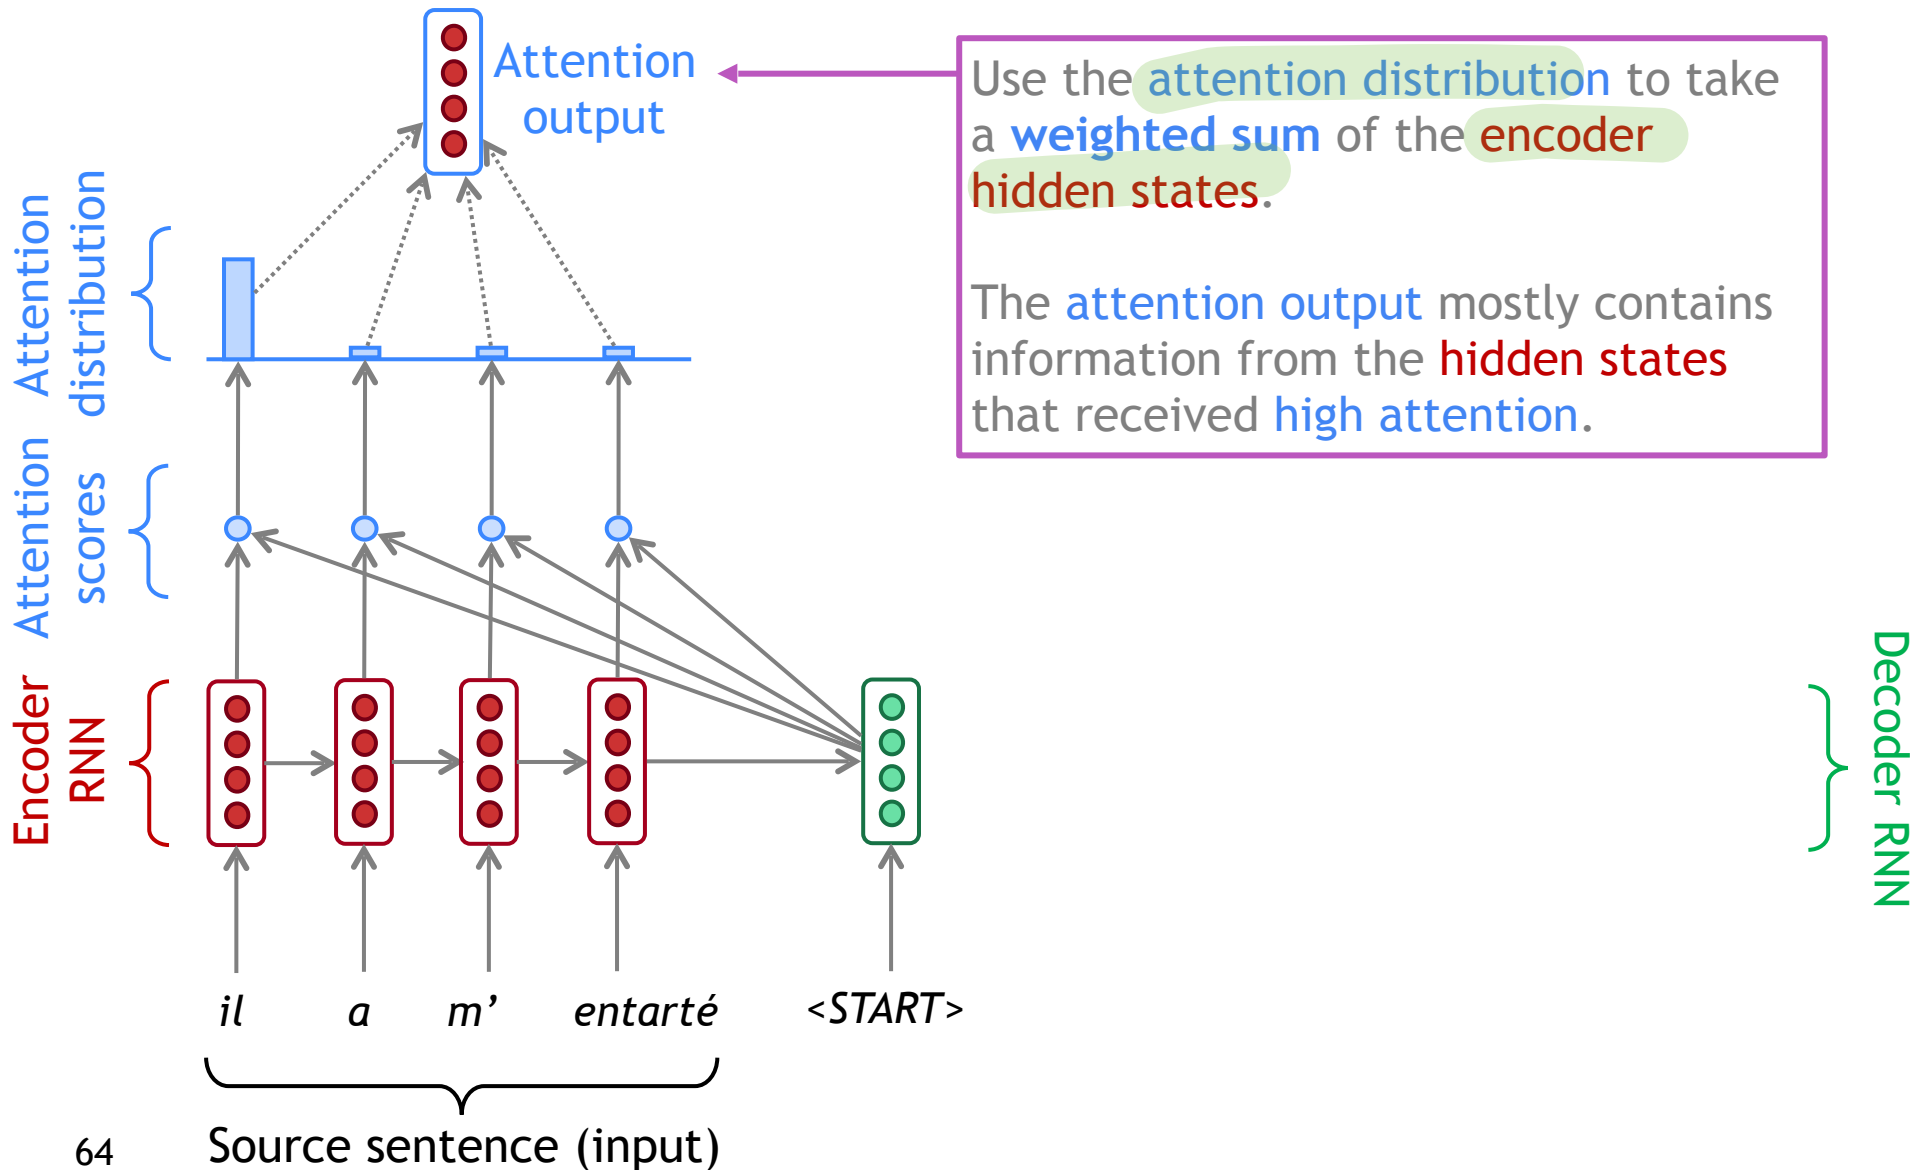 Attention
output
Use the attention distribution to take
a weighted sum of the encoder
hidden states.
The attention output mostly contains
information from the hidden states
that received high attention.
Attention
distribution
Attention
scores
Encoder
RNN
Decoder RNN
il a m’ entarté <START>
Source sentence (input)
64